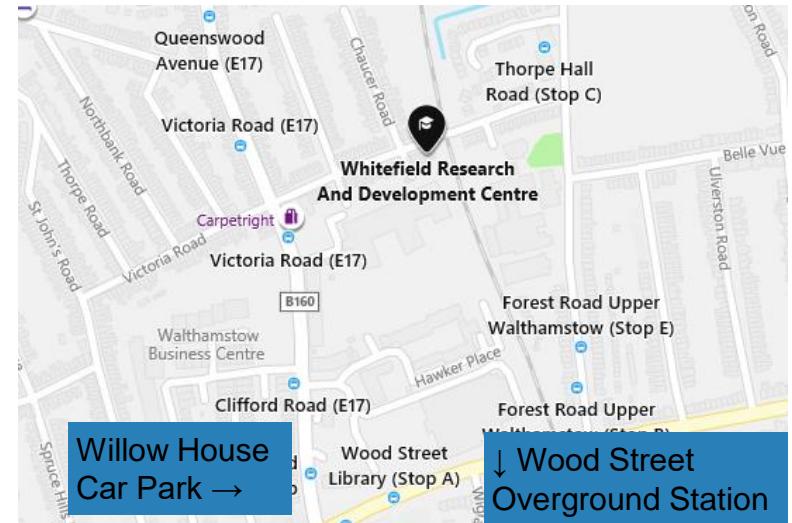 Queenswood
Avenue (E17)
Chaucer Road
Thorpe Hall
Road (Stop C)
Northbank Road
Victoria Road (E17)
Whitefield Research
And Development Centre
Belle Vue
Thorpe Road
Ulverston Road
St John's Road
Carpetright
Victoria Road
Victoria Road (E17)
B160
Forest Road Upper
Walthamstow (Stop E)
Walthamstow
Business Centre
Hawker Place
Clifford Road (E17)
Forest Road Upper
Spruce Hills
Willow House
Car Park →
Wood Street
Library (Stop A)
↓ Wood Street
Overground Station